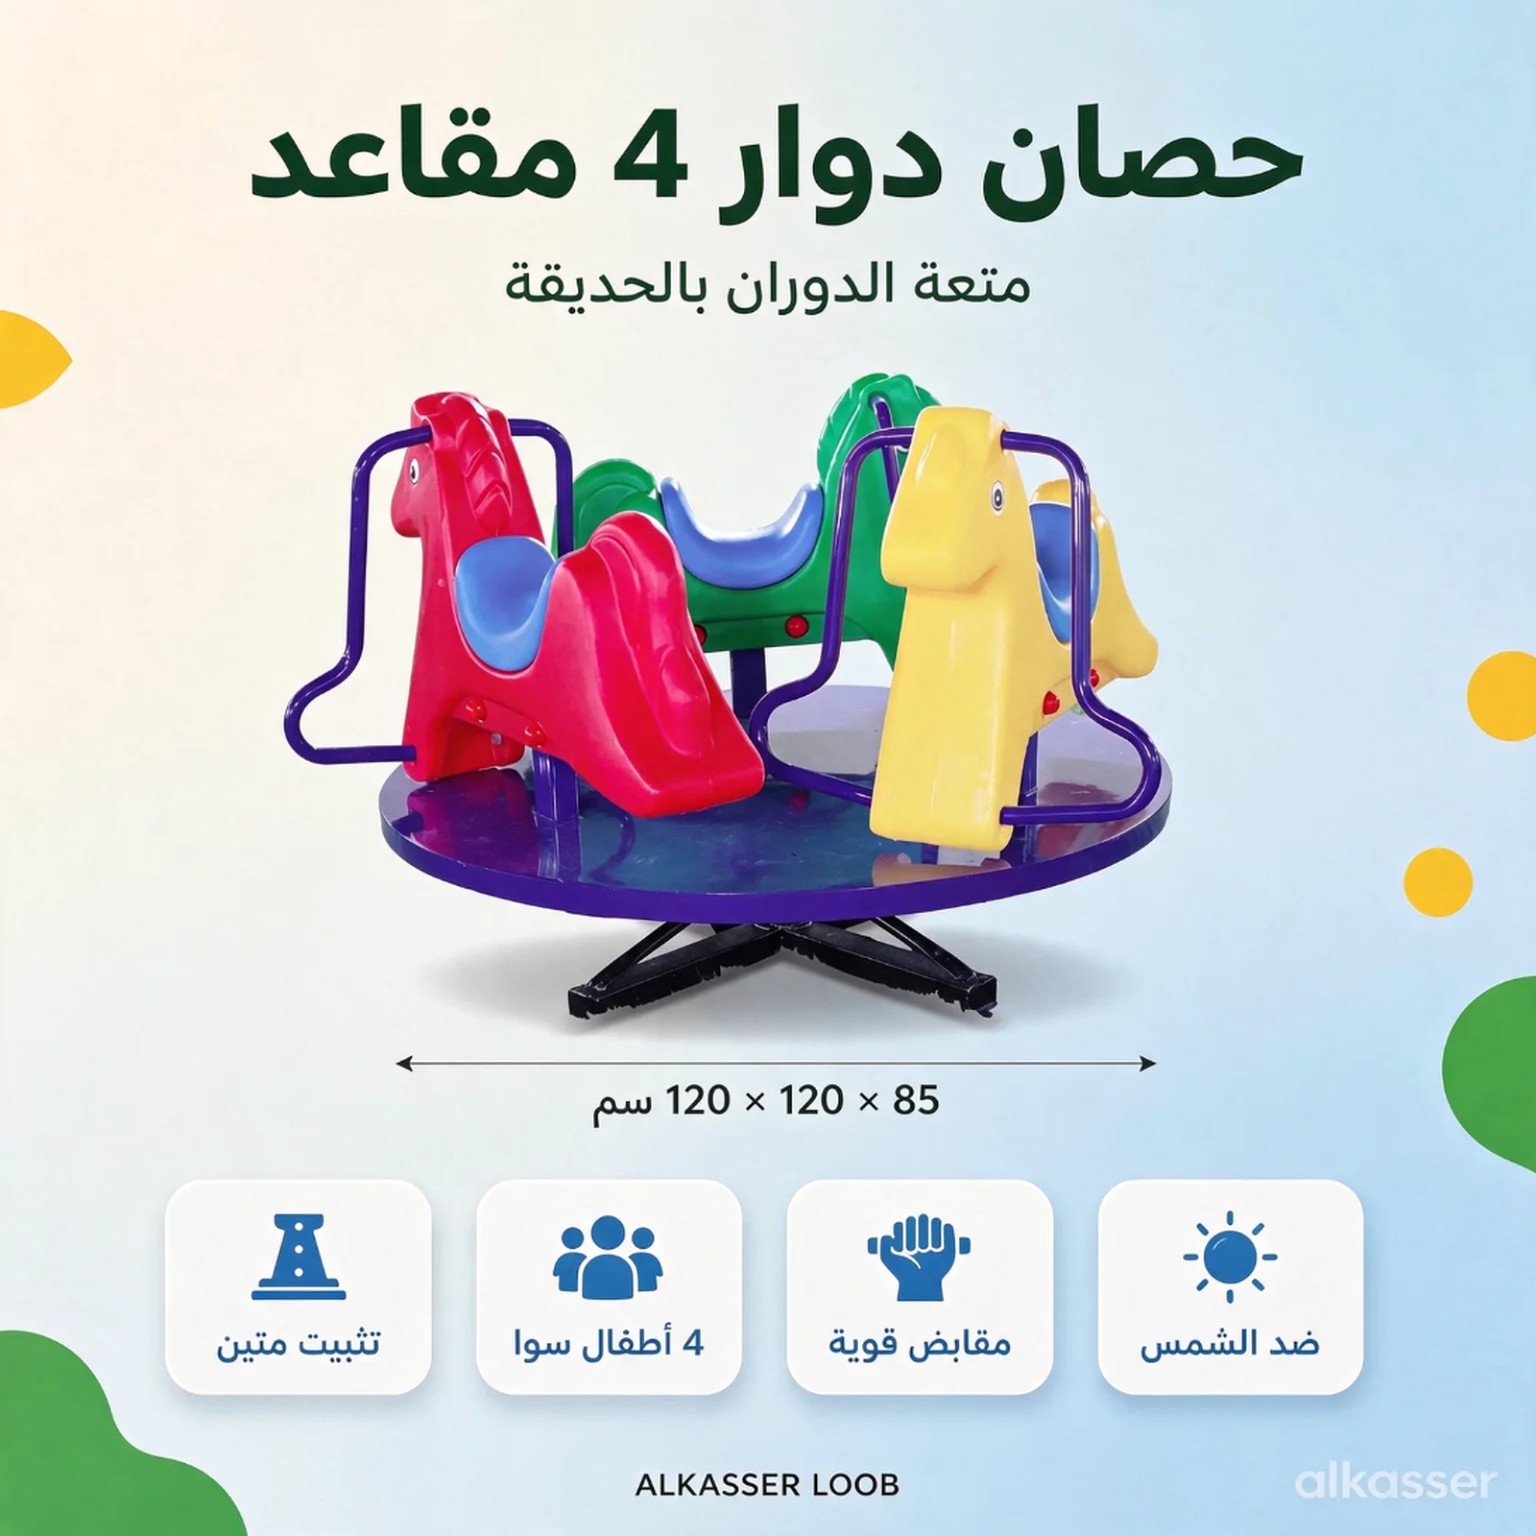 حصان دوار 4 مقاعد
متعة الدوران بالحديقة
85 × 120 × 120 سم
ضد الشمس
مقابض قوية
4 أطفال سوا
تثبيت متين
ALKASSER LOOB
alkasser